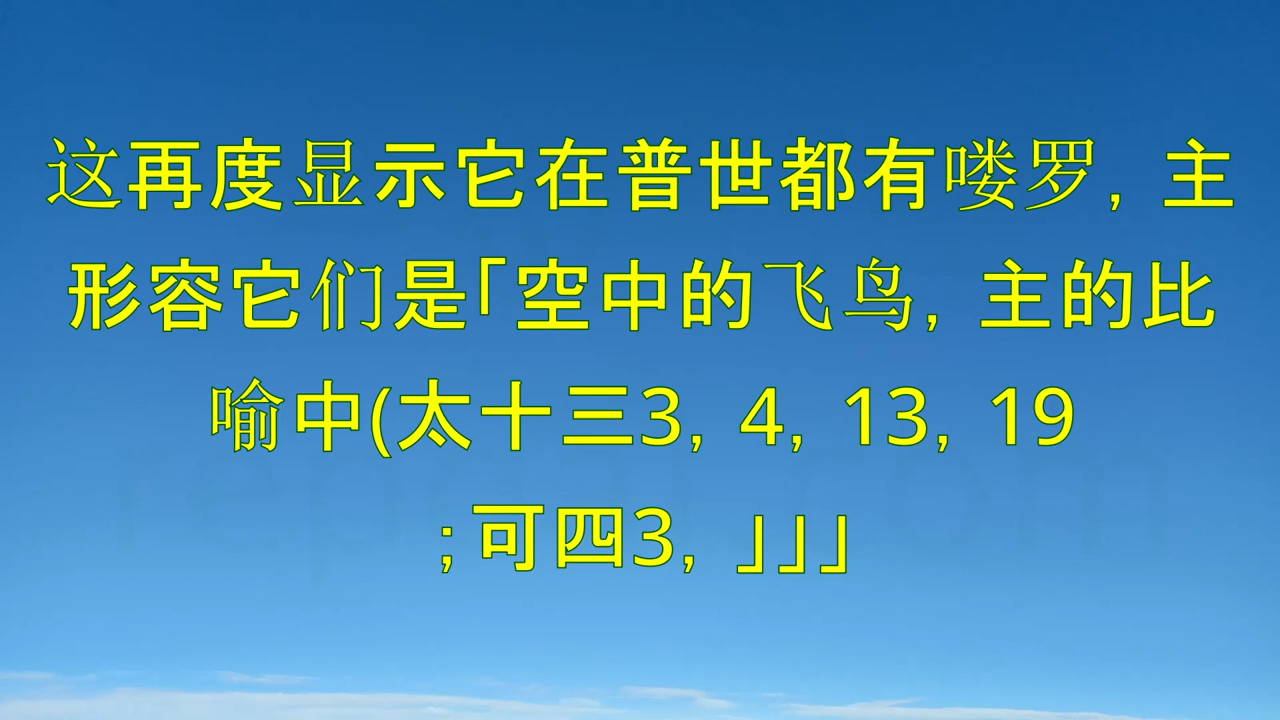 这再度显示它在普世都有喽罗, 主
形容它们是「空中的飞鸟, 主的比
喻中(太十三3, 4, 13, 19
;可四3, 」」」